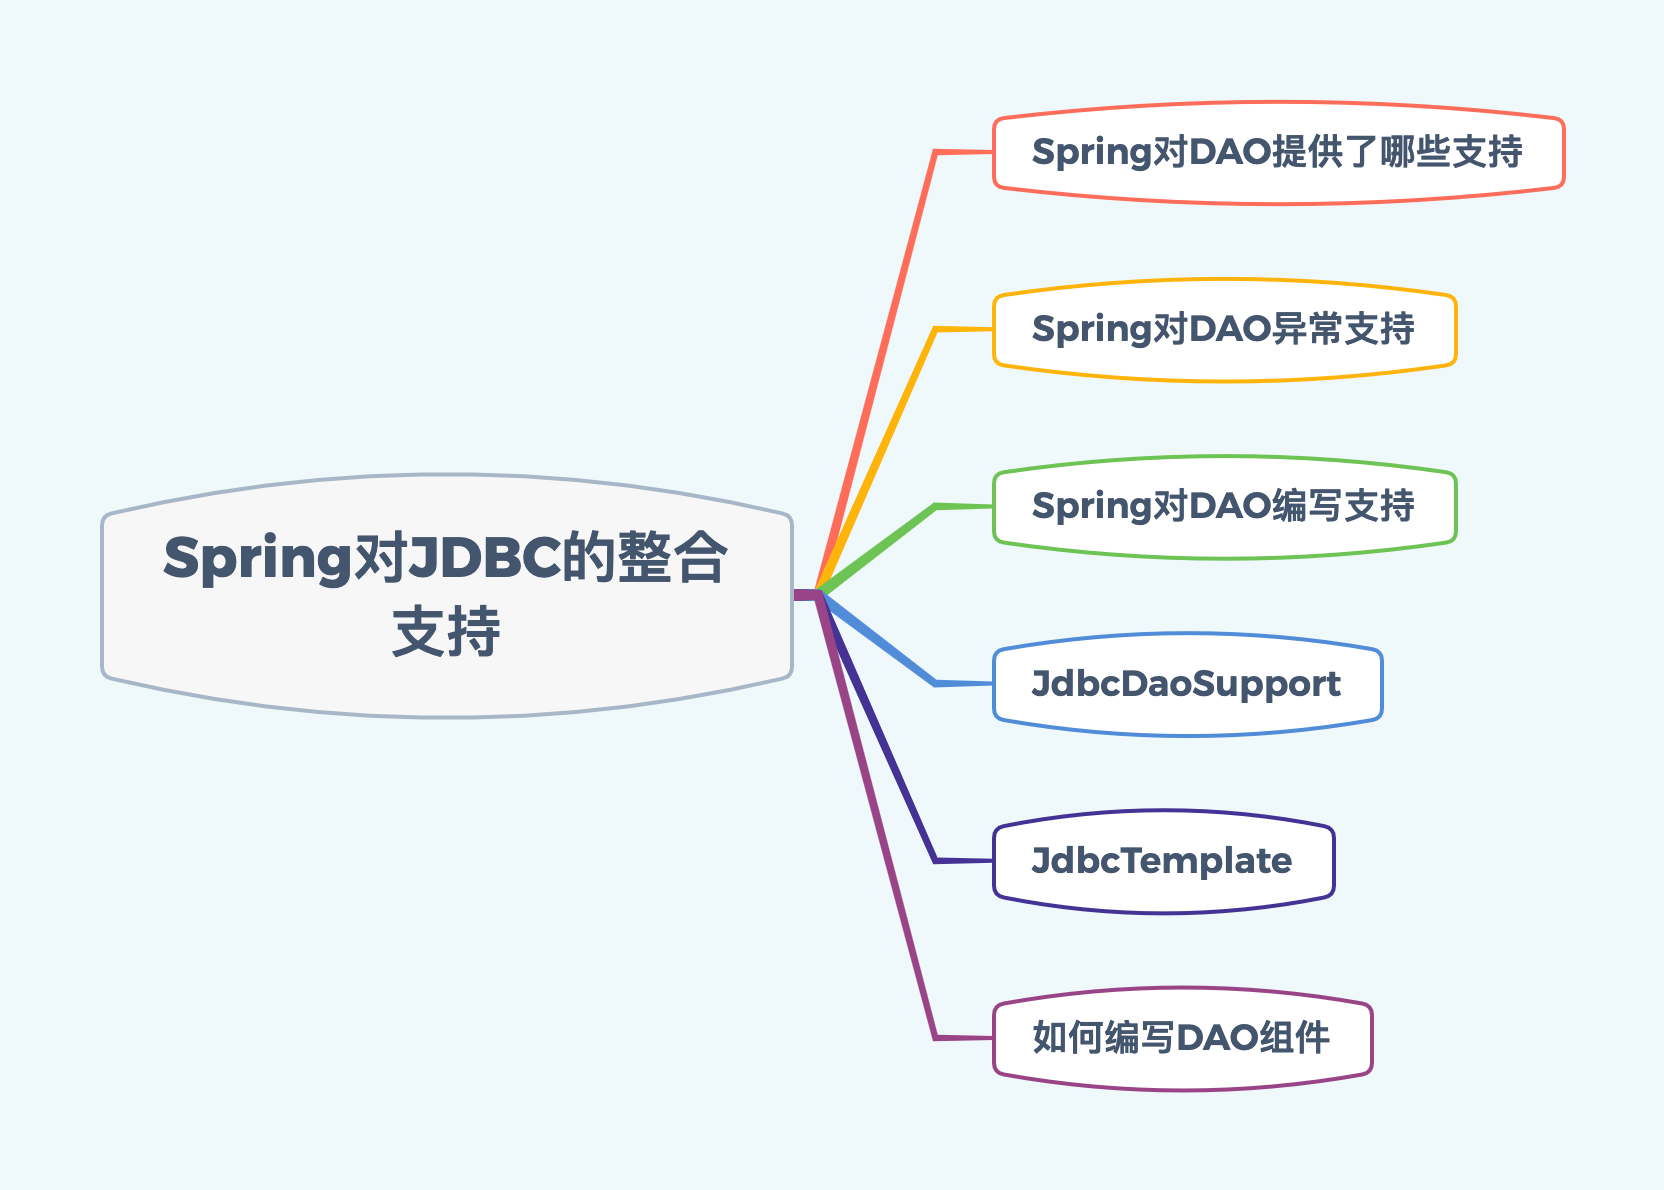 Spring对DAO提供了哪些支持
Spring对DAO异常支持
Spring对DAO编写支持
Spring对JDBC的整合
支持
JdbcDaoSupport
JdbcTemplate
如何编写DAO组件